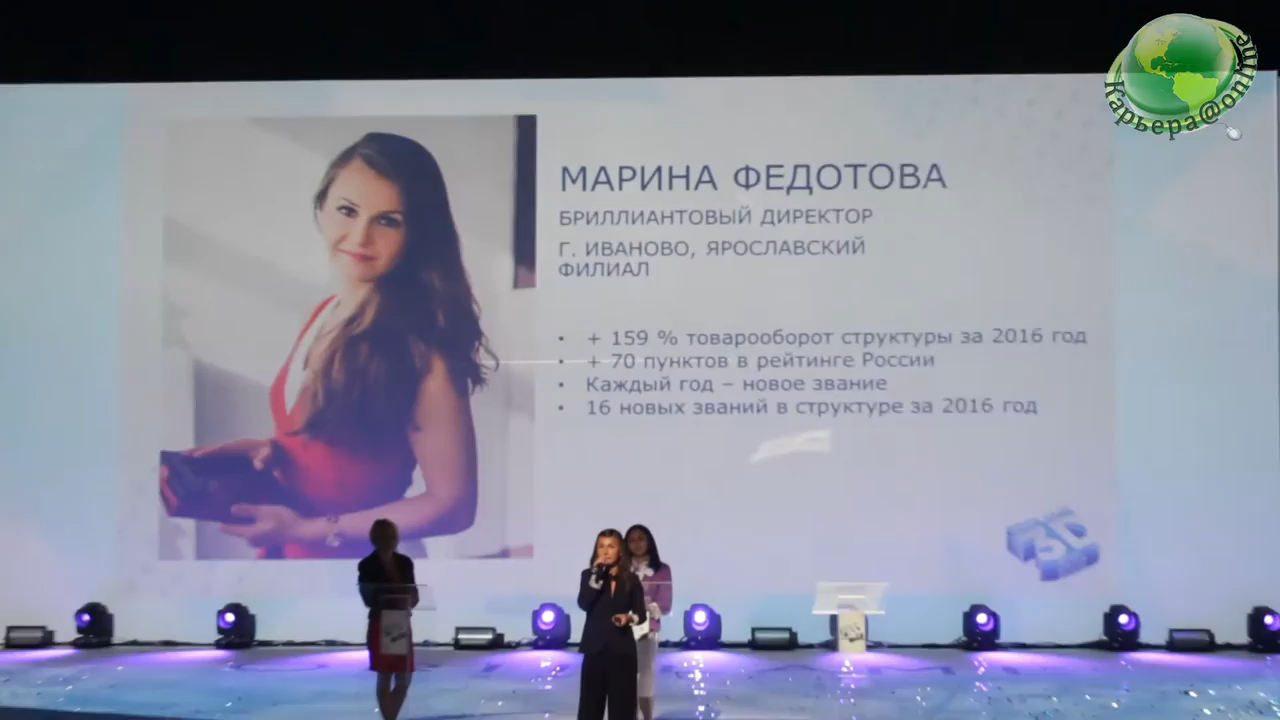 Карьера@online
МАРИНА ФЕДОТОВА
БРИЛЛИАНТОВЫЙ ДИРЕКТОР
Г. ИВАНОВО, ЯРОСЛАВСКИЙ
ФИЛИАЛ
• + 159 % товарооборот структуры за 2016 год
• + 70 пунктов в рейтинге России
• Каждый год – новое звание
• 16 новых званий в структуре за 2016 год
3D